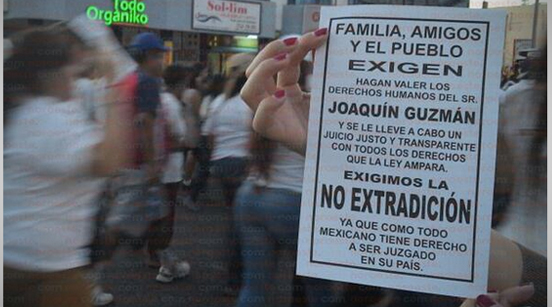 Todo
Orgániko
Sol-lim
FAMILIA, AMIGOS
Y EL PUEBLO
EXIGEN
HAGAN VALER LOS
DERECHOS HUMANOS DEL SR.
JOAQUÍN GUZMÁN
Y SE LE LLEVE A CABO UN
JUICIO JUSTO Y TRANSPARENTE
CON TODOS LOS DERECHOS
QUE LA LEY AMPARA.
EXIGIMOS LA
NO EXTRADICIÓN
YA QUE COMO TODO
MEXICANO TIENE DERECHO
A SER JUZGADO
EN SU PAÍS.